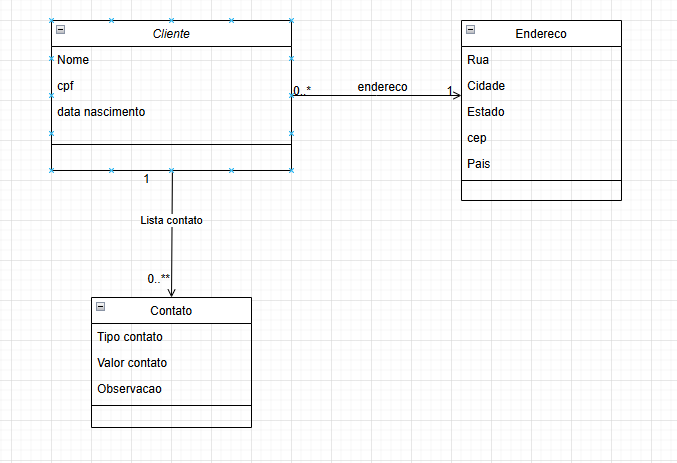 Cliente
Nome
cpf
data nascimento
0..*
endereco
1
Endereco
Rua
Cidade
Estado
cep
Pais
1
Lista contato
0..**
Contato
Tipo contato
Valor contato
Observacao